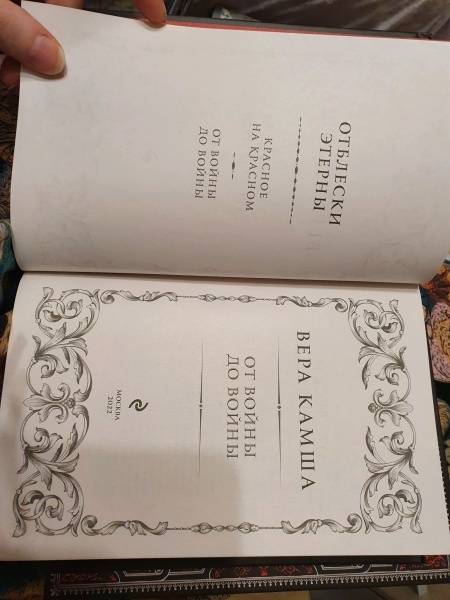 ОТБЛЕСКИ
ЭТЕРНЫ
КРАСНОЕ
НА КРАСНОМ
ОТ ВОЙНЫ
ДО ВОЙНЫ
ВЕРА КАМША
ОТ ВОЙНЫ
ДО ВОЙНЫ
МОСКВА
2022